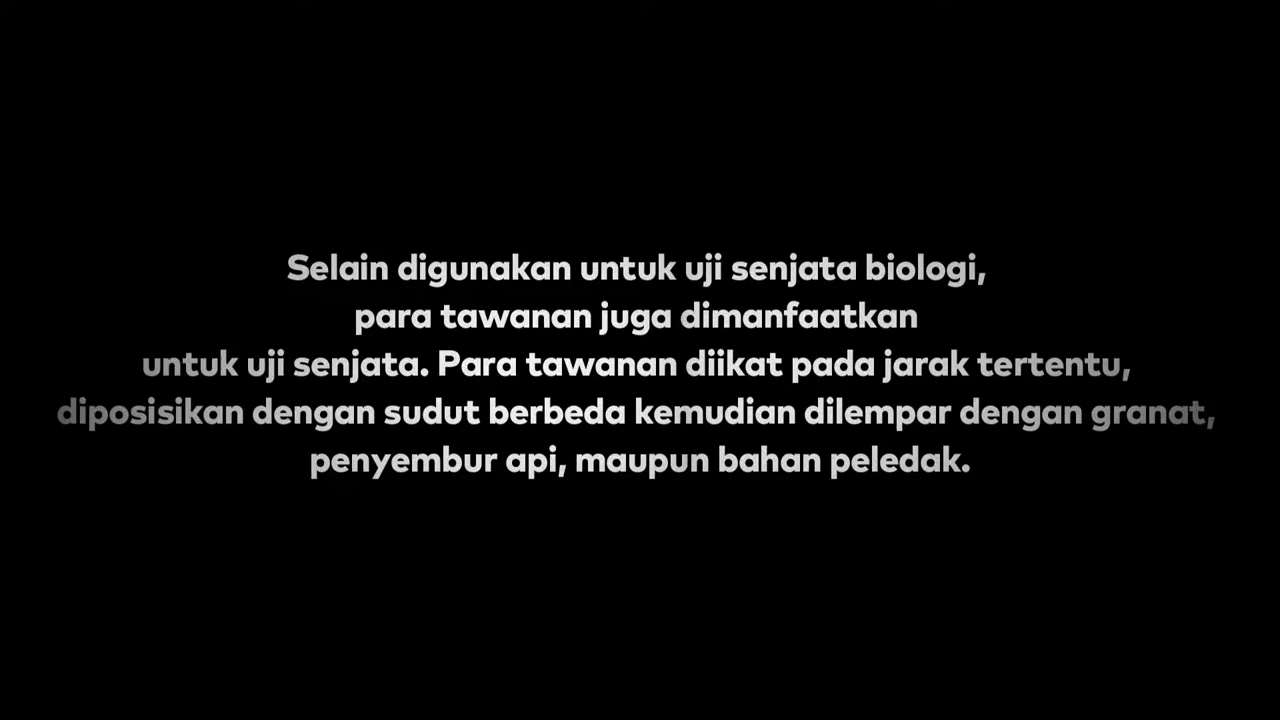 Selain digunakan untuk uji senjata biologi,
para tawanan juga dimanfaatkan
untuk uji senjata. Para tawanan diikat pada jarak tertentu,
diposisikan dengan sudut berbeda kemudian dilempar dengan granat,
penyembur api, maupun bahan peledak.